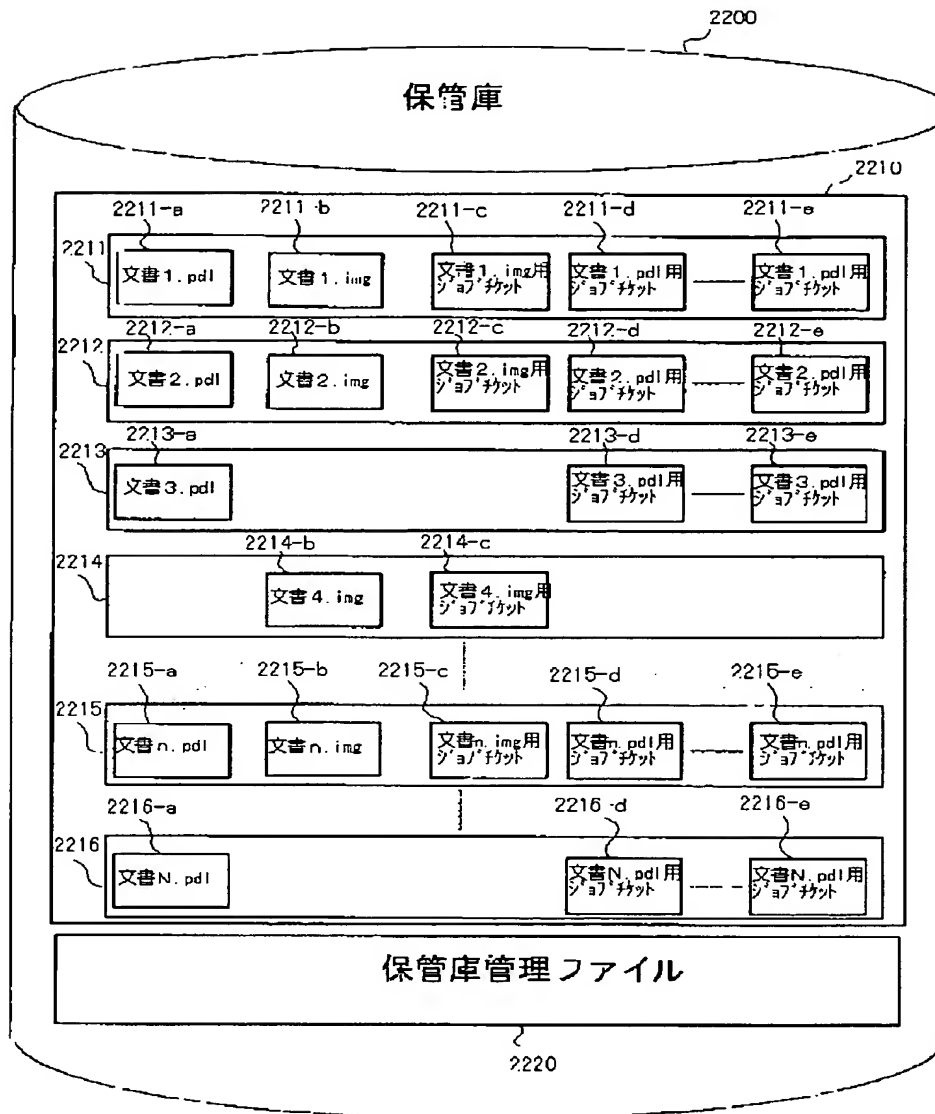 2200
保管庫
2210
2211-a 2211-b 2211-c 2211-d 2211-e
2211
文書1.pdl 文書1.img 文書1.img用 文書1.pdl用 文書1.pdl用
ジョブチケット ジョブチケット ジョブチケット
2212-a 2212-b 2212-c 2212-d 2212-e
2212
文書2.pdl 文書2.img 文書2.img用 文書2.pdl用 文書2.pdl用
ジョブチケット ジョブチケット ジョブチケット
2213-a 2213-d 2213-e
2213
文書3.pdl 文書3.pdl用 文書3.pdl用
ジョブチケット ジョブチケット
2214-b 2214-c
2214
文書4.img 文書4.img用
ジョブチケット
2215-a 2215-b 2215-c 2215-d 2215-e
2215
文書n.pdl 文書n.img 文書n.img用 文書n.pdl用 文書n.pdl用
ジョブチケット ジョブチケット ジョブチケット
2216-a 2216-d 2216-e
2216
文書N.pdl 文書N.pdl用 文書N.pdl用
ジョブチケット ジョブチケット
保管庫管理ファイル
2220